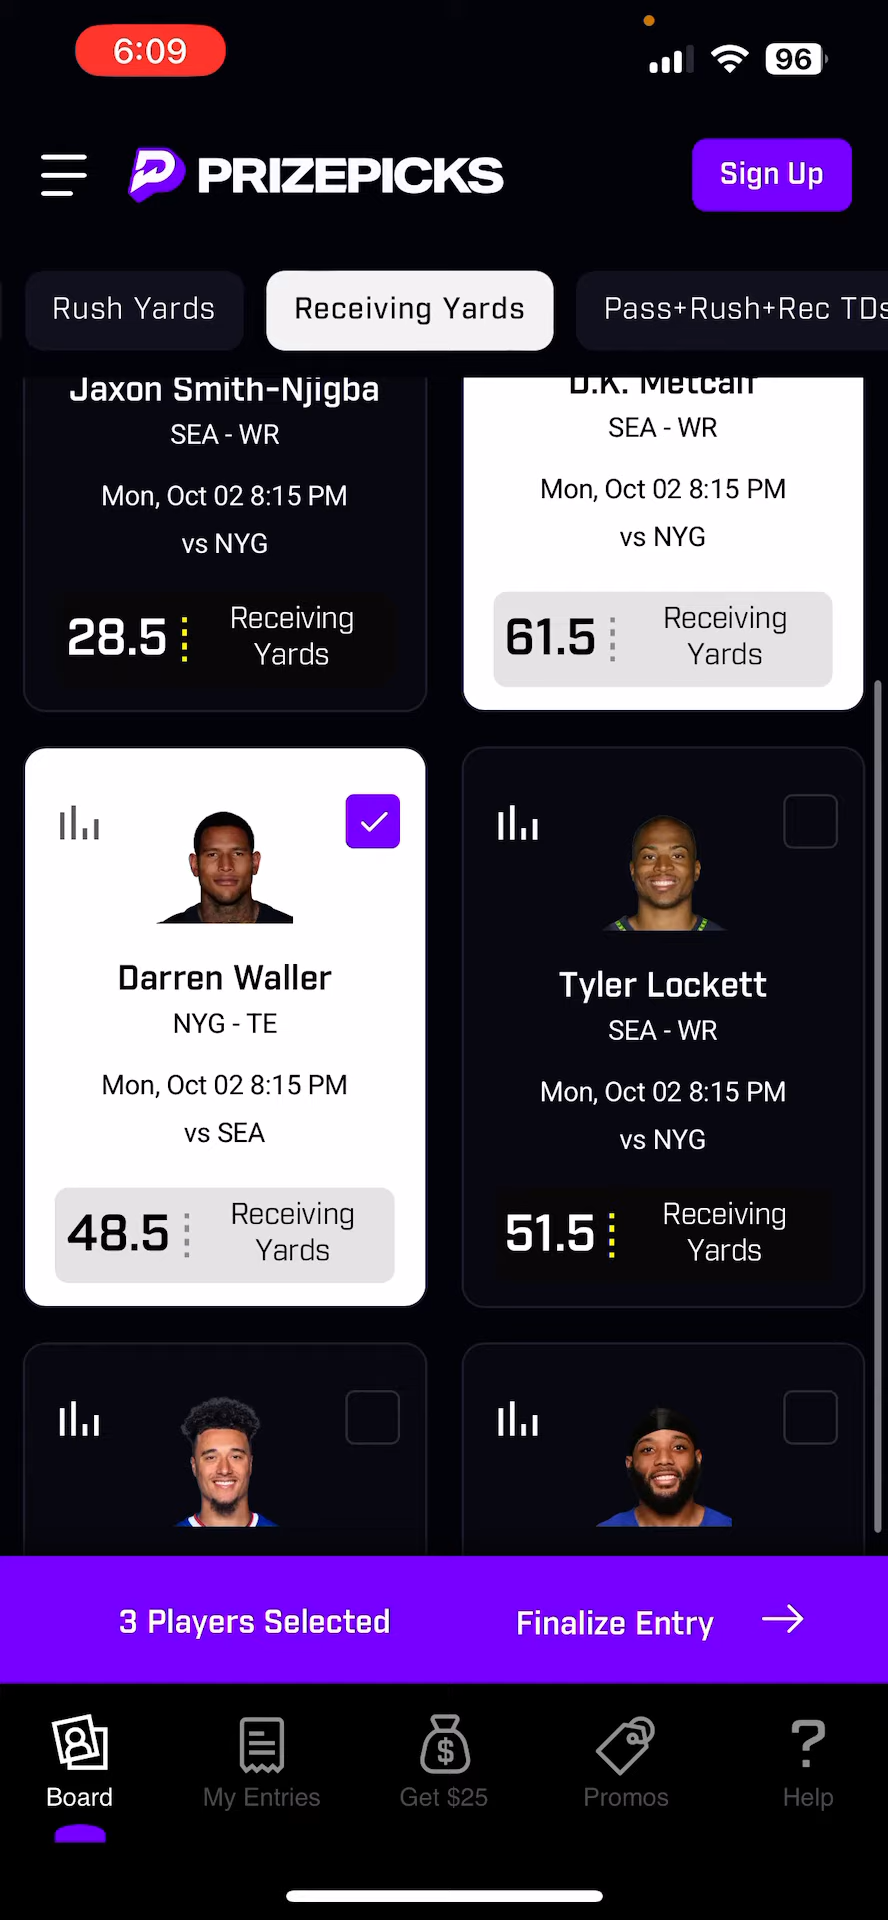 6:09
96
PRIZEPICKS
Sign Up
Rush Yards
Receiving Yards
Pass+Rush+Rec TDs
Jaxon Smith-Njigba
SEA - WR
Mon, Oct 02 8:15 PM
vs NYG
28.5
Receiving
Yards
D.K. Metcalf
SEA - WR
Mon, Oct 02 8:15 PM
vs NYG
61.5
Receiving
Yards
Darren Waller
NYG - TE
Mon, Oct 02 8:15 PM
vs SEA
48.5
Receiving
Yards
Tyler Lockett
SEA - WR
Mon, Oct 02 8:15 PM
vs NYG
51.5
Receiving
Yards
3 Players Selected
Finalize Entry
Board
My Entries
Get $25
Promos
Help